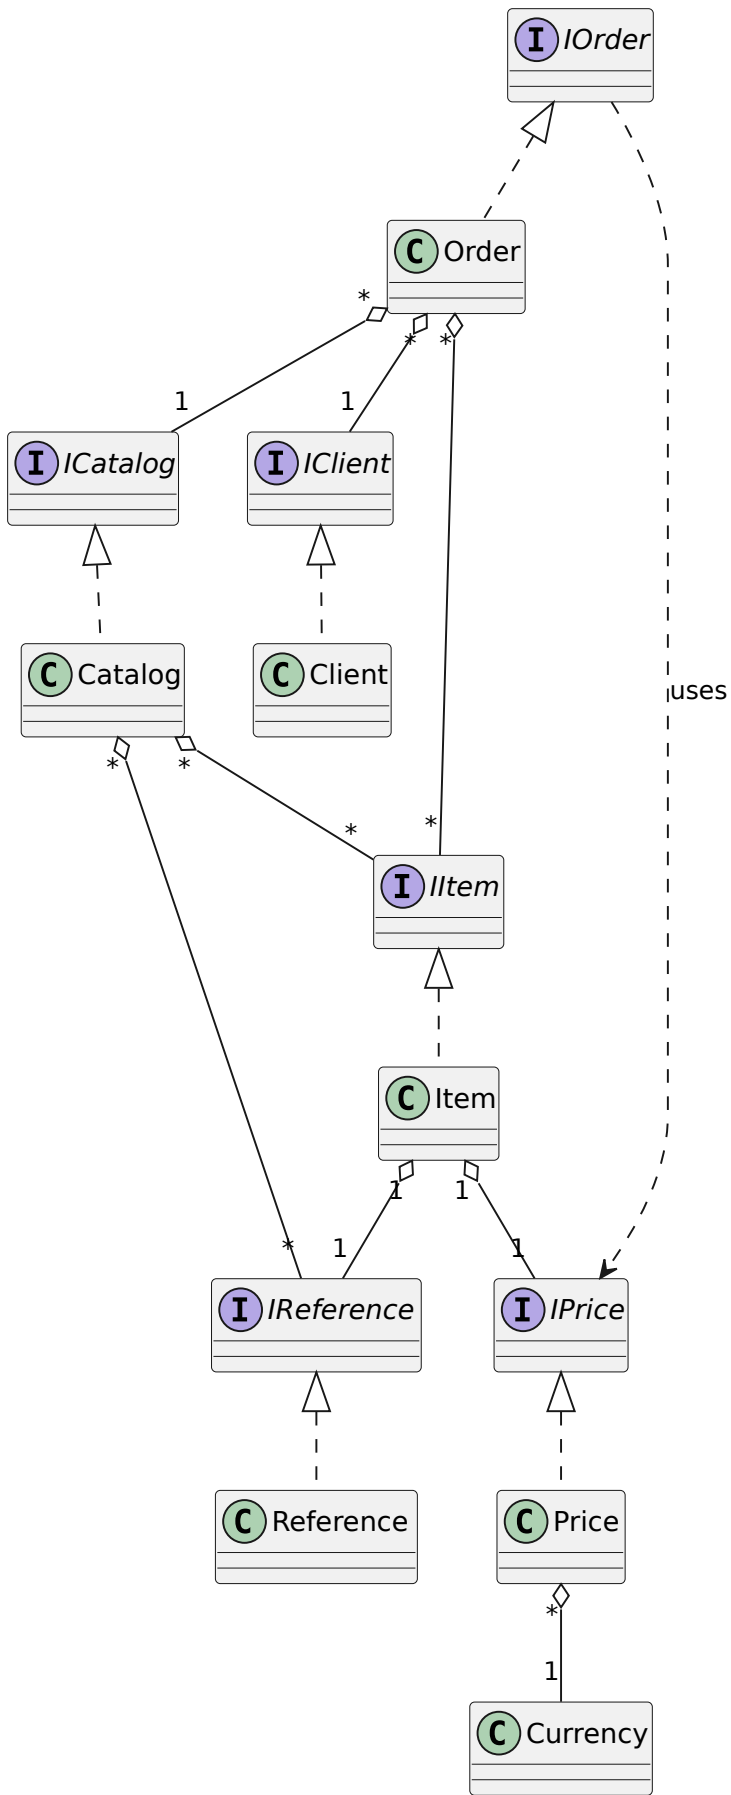 I IOrder
C Order
*
* *
1 1
I ICatalog
I IClient
C Catalog
C Client
uses
* *
* *
I IItem
C Item
1 1
* 1 1
I IReference
I IPrice
C Reference
C Price
*
1
C Currency